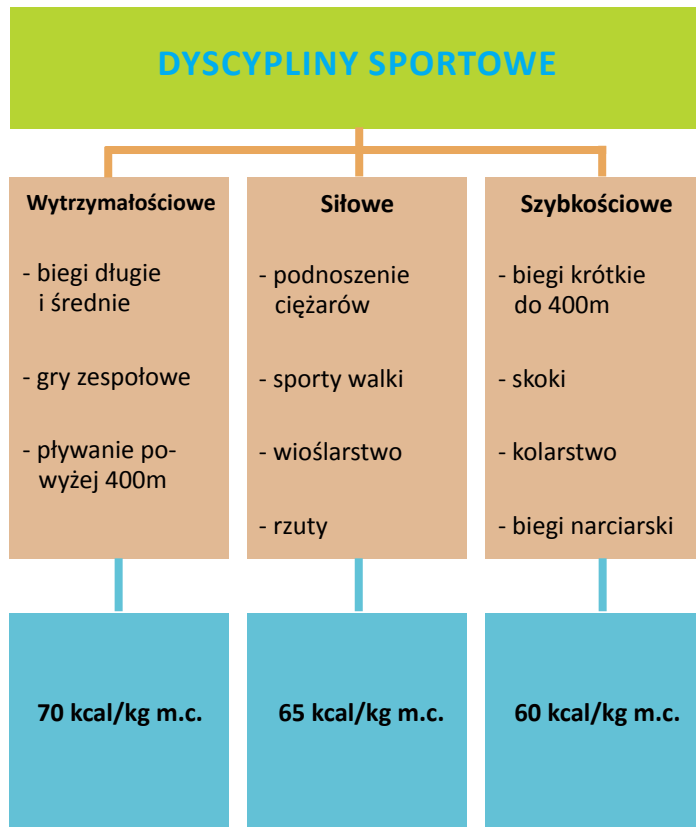 DYSCYPLINY SPORTOWE
Wytrzymałościowe
- biegi długie
i średnie
- gry zespołowe
- pływanie po-
wyżej 400m
Siłowe
- podnoszenie
ciężarów
- sporty walki
- wioślarstwo
- rzuty
Szybkościowe
- biegi krótkie
do 400m
- skoki
- kolarstwo
- biegi narciarski
70 kcal/kg m.c.
65 kcal/kg m.c.
60 kcal/kg m.c.